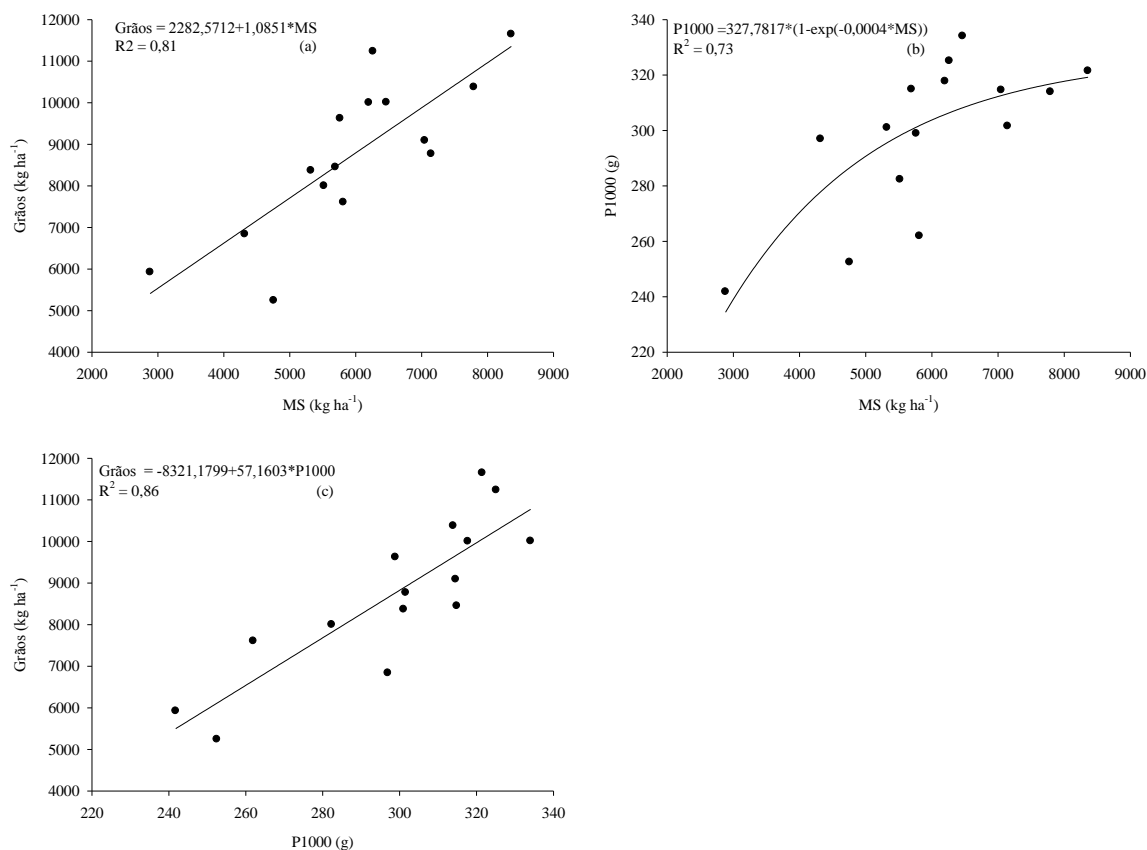 Grãos = 2282,5712+1,0851*MS
R2 = 0,81 (a)
12000
11000
10000
9000
8000
7000
6000
5000
4000
Grãos (kg ha⁻¹)
2000 3000 4000 5000 6000 7000 8000 9000
MS (kg ha⁻¹)
P1000 =327,7817*(1-exp(-0,0004*MS))
R² = 0,73 (b)
340
320
300
280
260
240
220
P1000 (g)
2000 3000 4000 5000 6000 7000 8000 9000
MS (kg ha⁻¹)
Grãos = -8321,1799+57,1603*P1000
R² = 0,86 (c)
12000
11000
10000
9000
8000
7000
6000
5000
4000
Grãos (kg ha⁻¹)
220 240 260 280 300 320 340
P1000 (g)